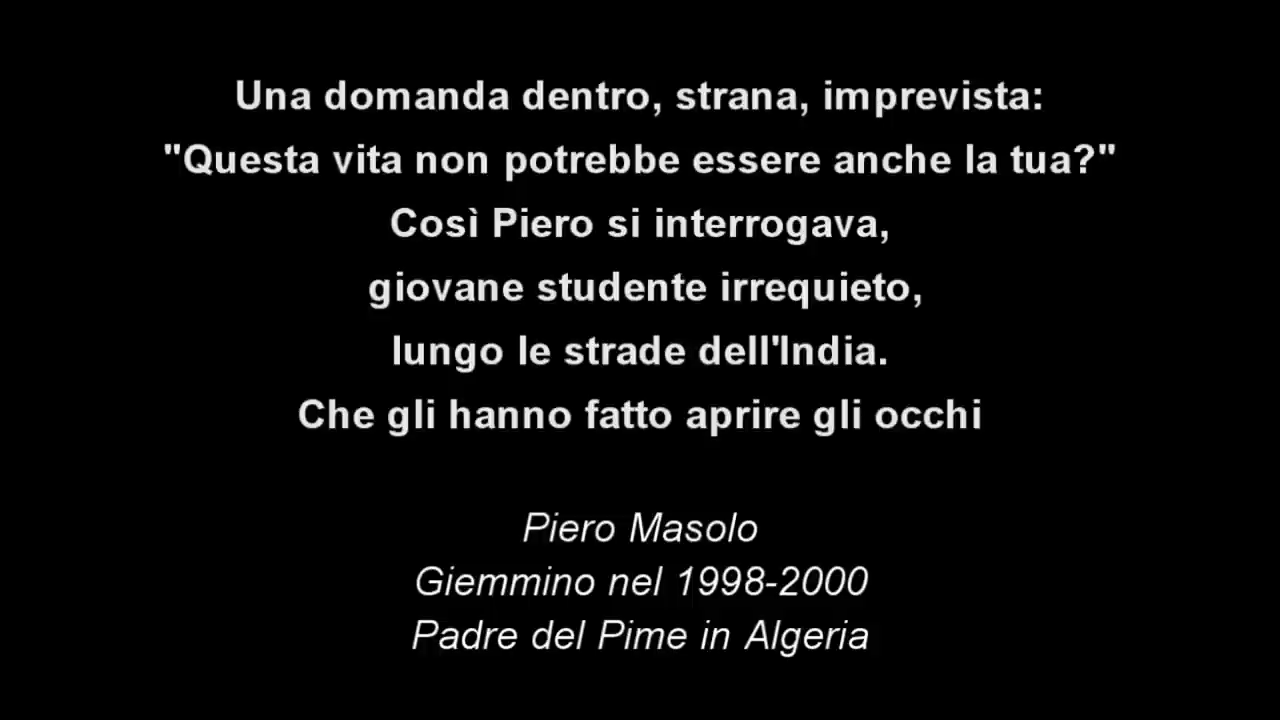 Una domanda dentro, strana, imprevista:
"Questa vita non potrebbe essere anche la tua?"
Così Piero si interrogava,
giovane studente irrequieto,
lungo le strade dell'India.
Che gli hanno fatto aprire gli occhi
Piero Masolo
Giemmino nel 1998-2000
Padre del Pime in Algeria